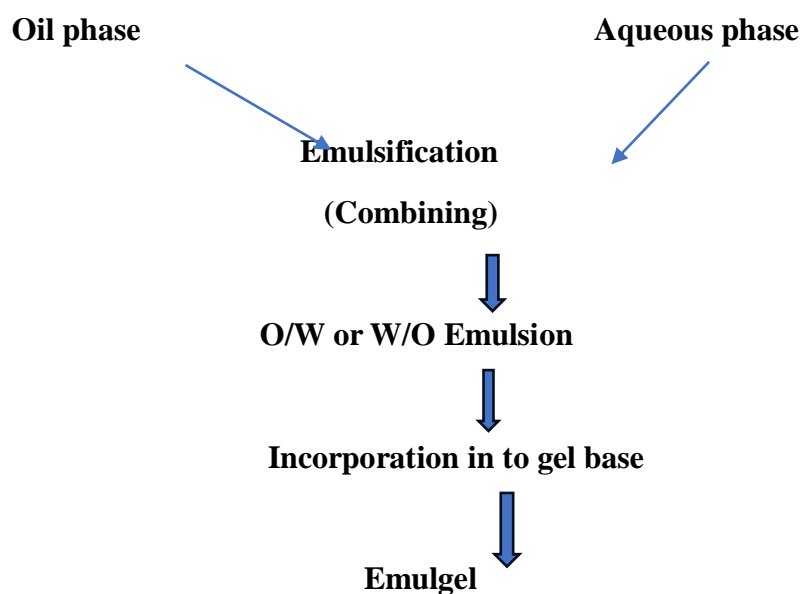 Oil phase
Aqueous phase
Emulsification
(Combining)
O/W or W/O Emulsion
Incorporation in to gel base
Emulgel